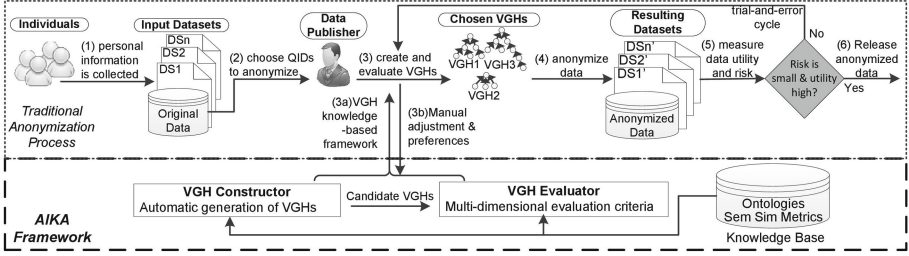 Individuals
Input Datasets
Data
Publisher
Chosen VGHs
Resulting
Datasets
trial-and-error
cycle
No
(1) personal
information
is collected
DSn
DS2
DS1
Original
Data
(2) choose QIDs
to anonymize
(3) create and
evaluate VGHs
VGH1
VGH3
VGH2
(4) anonymize
data
DSn’
DS2’
DS1’
Anonymized
Data
(5) measure
data utility
and risk
Risk is
small & utility
high?
(6) Release
anonymized
data
Yes
Traditional
Anonymization
Process
(3a)VGH
knowledge
-based
framework
(3b)Manual
adjustment &
preferences
AIKA
Framework
VGH Constructor
Automatic generation of VGHs
Candidate VGHs
VGH Evaluator
Multi-dimensional evaluation criteria
Ontologies
Sem Sim Metrics
Knowledge Base